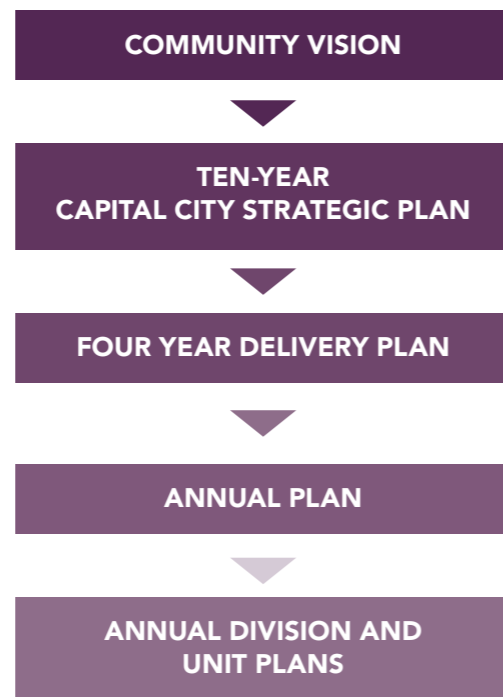 COMMUNITY VISION
TEN-YEAR
CAPITAL CITY STRATEGIC PLAN
FOUR YEAR DELIVERY PLAN
ANNUAL PLAN
ANNUAL DIVISION AND
UNIT PLANS